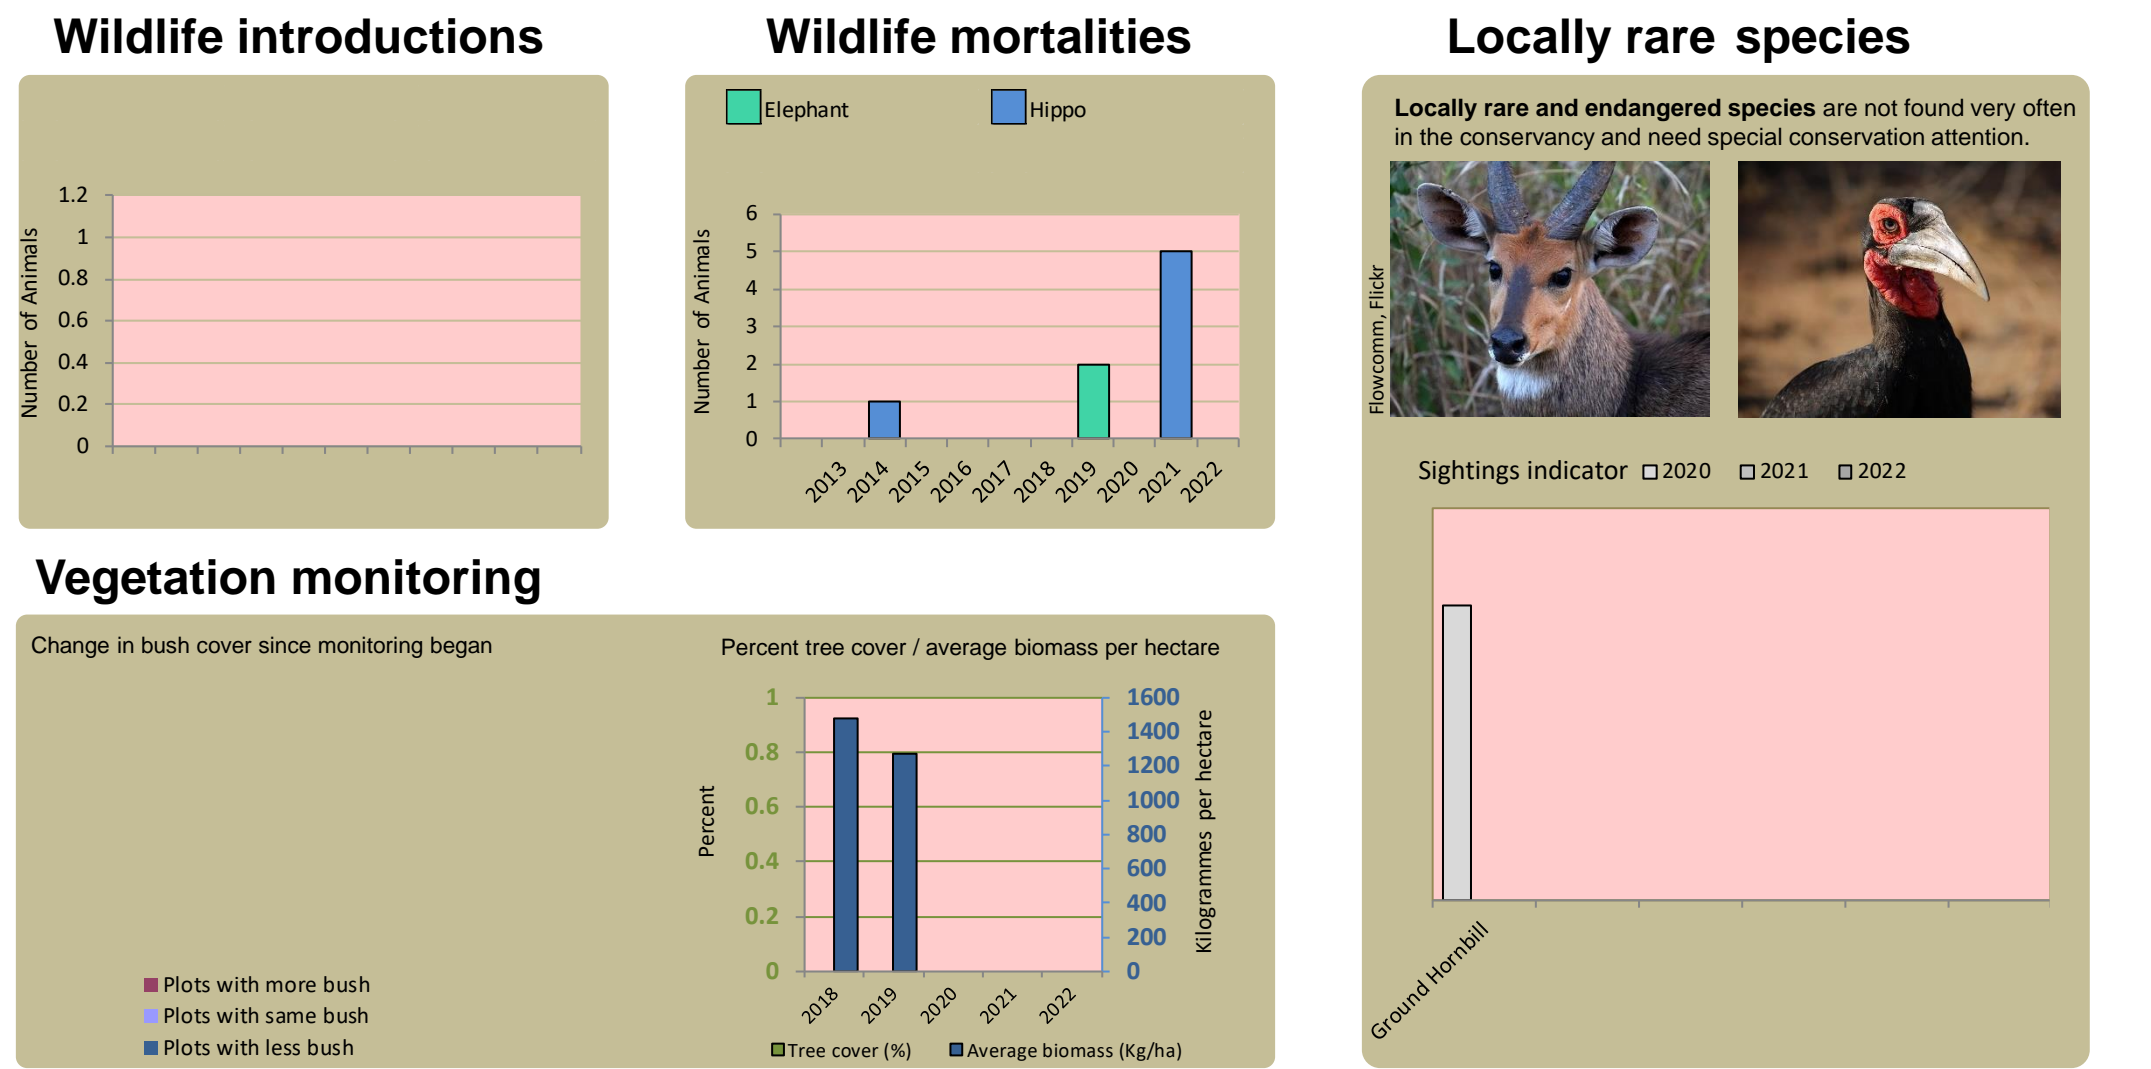 Wildlife introductions
Number of Animals
1.2
1
0.8
0.6
0.4
0.2
0
Wildlife mortalities
Elephant
Hippo
Number of Animals
6
5
4
3
2
1
0
2013
2014
2015
2016
2017
2018
2019
2020
2021
2022
Locally rare species
Locally rare and endangered species are not found very often
in the conservancy and need special conservation attention.
Flowcomm, Flickr
Sightings indicator 2020 2021 2022
Ground Hornbill
Vegetation monitoring
Change in bush cover since monitoring began
Plots with more bush
Plots with same bush
Plots with less bush
Percent tree cover / average biomass per hectare
Percent
1
0.8
0.6
0.4
0.2
0
1600
1400
1200
1000
800
600
400
200
0
Kilogrammes per hectare
2018
2019
2020
2021
2022
Tree cover (%)
Average biomass (Kg/ha)